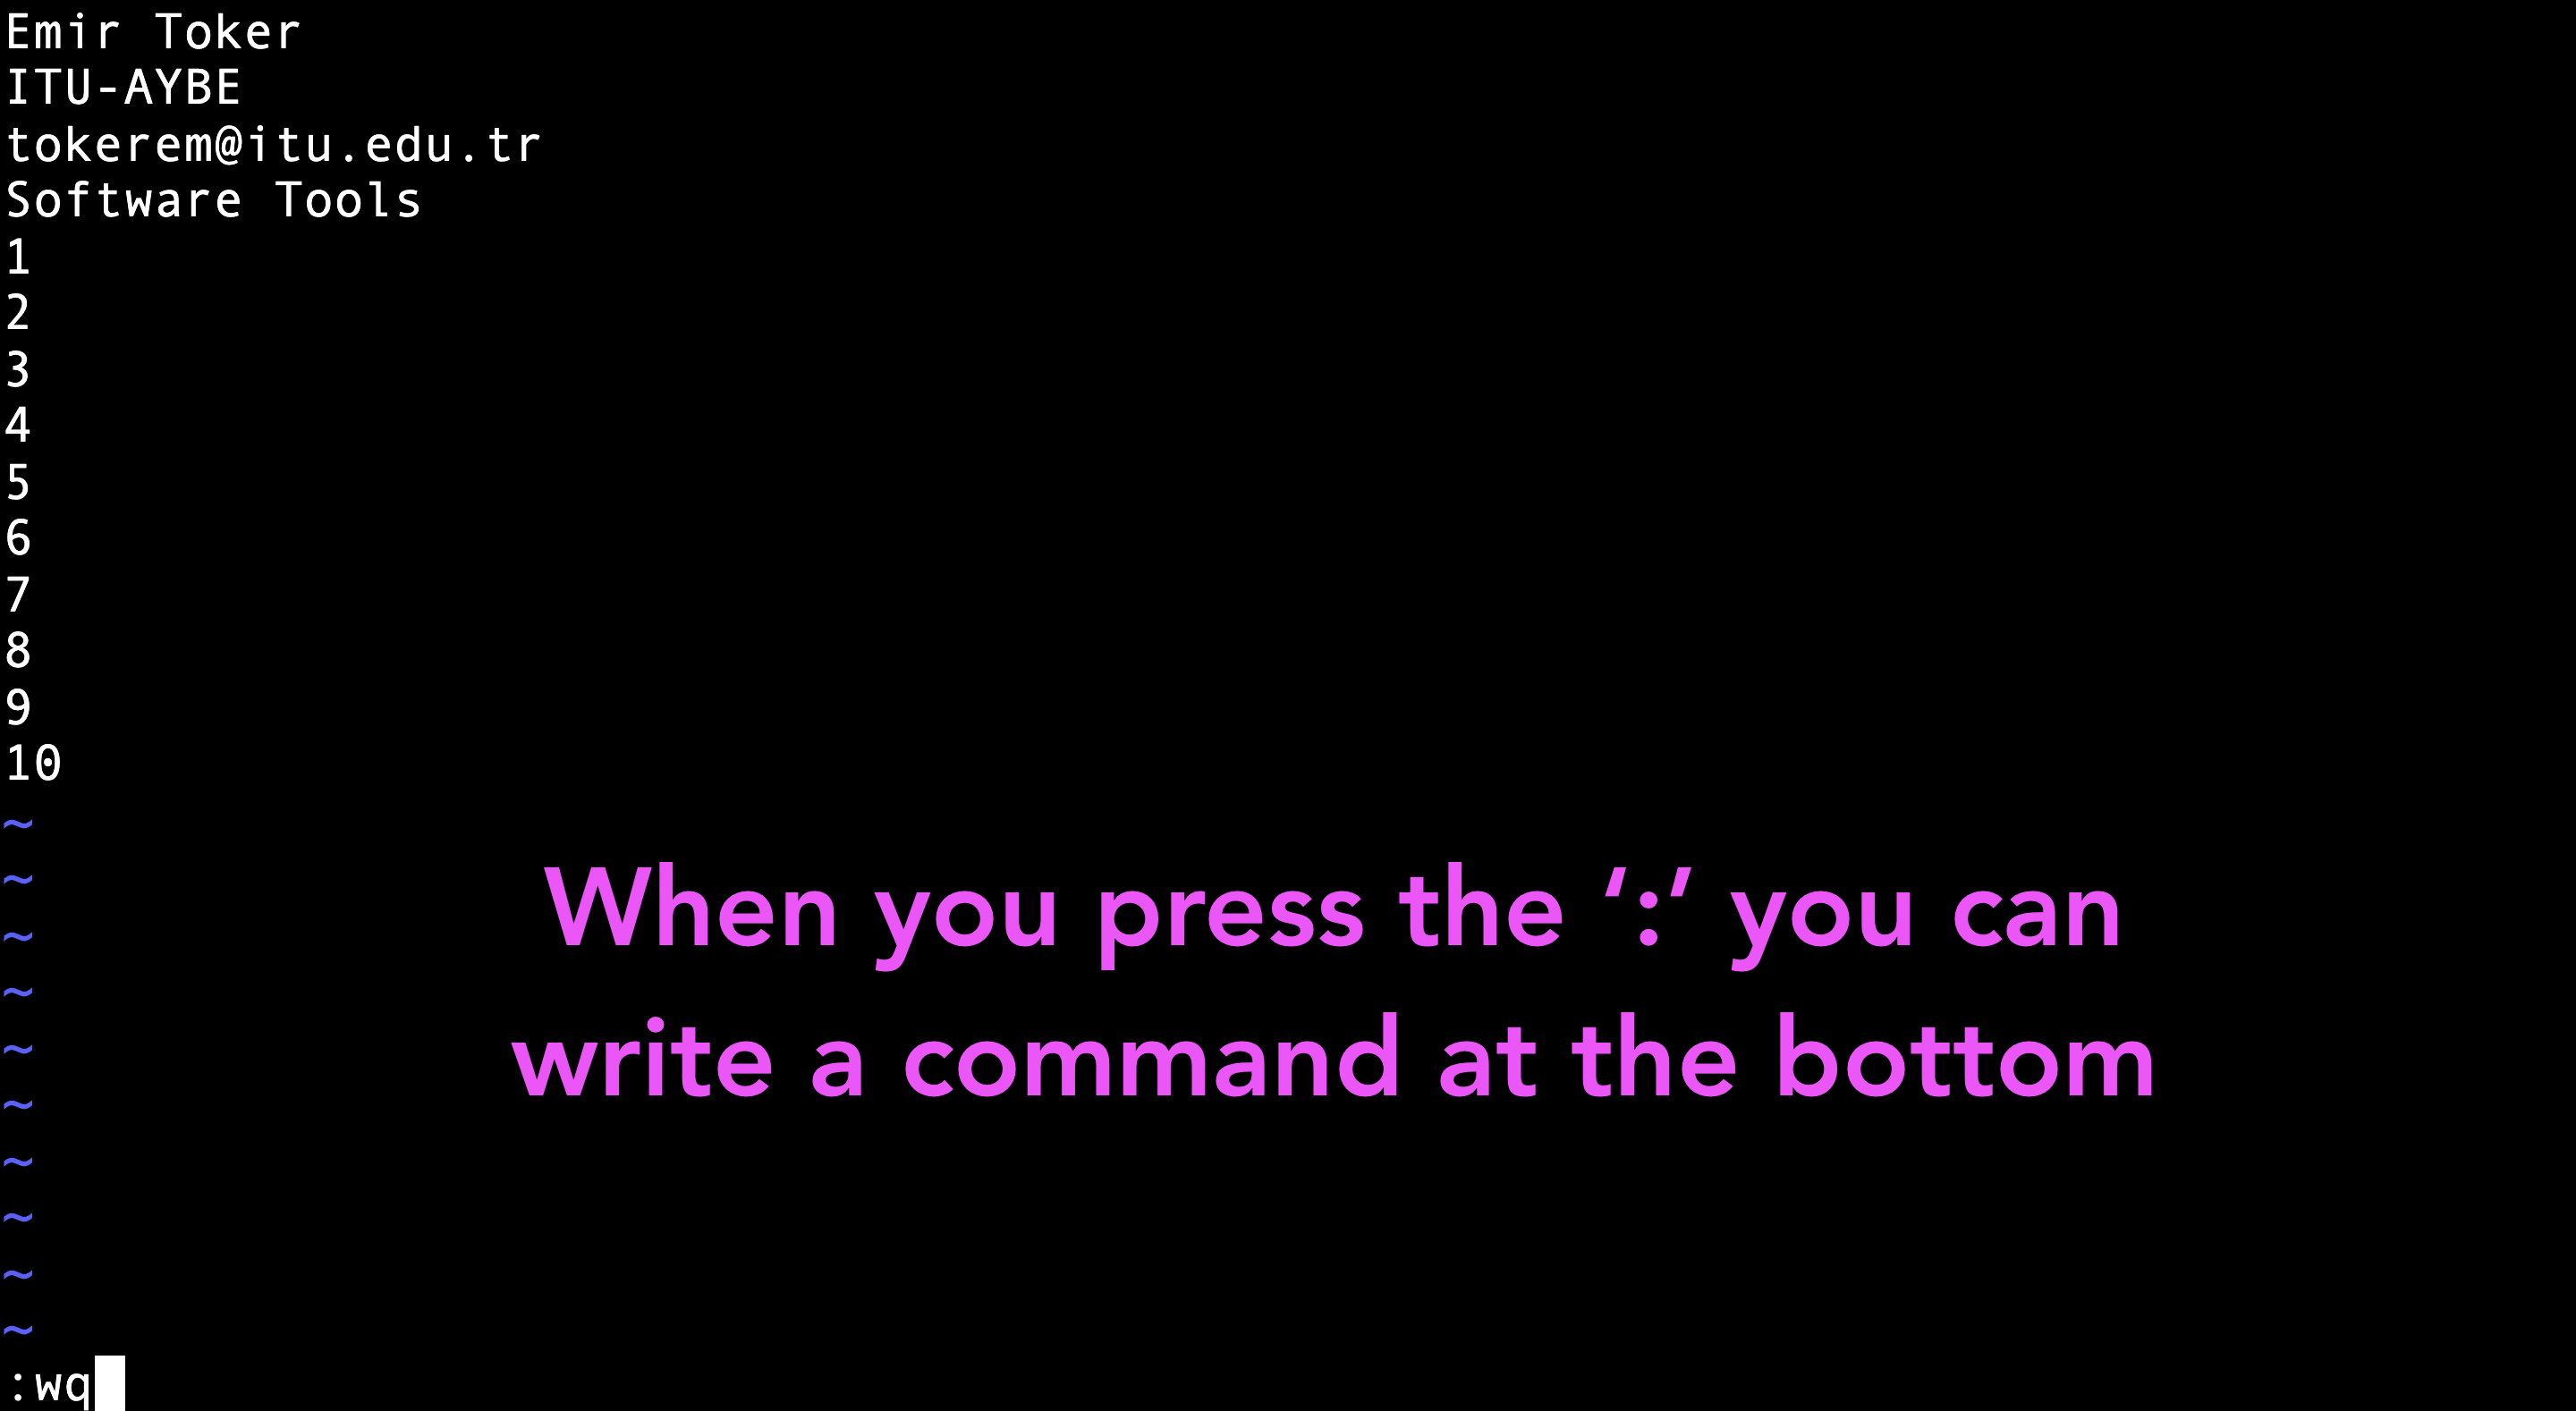 Emir Toker
ITU-AYBE
tokerem@itu.edu.tr
Software Tools
1
2
3
4
5
6
7
8
9
10
~
~
~
~
~
~
~
~
~
~
When you press the ‘:’ you can
write a command at the bottom
:wq